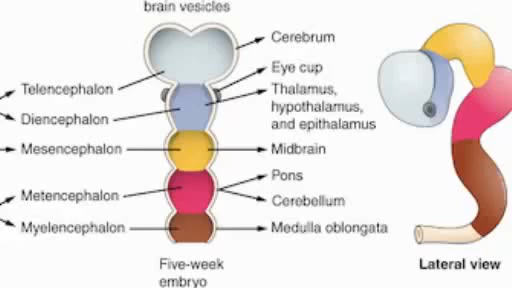 brain vesicles
Cerebrum
Eye cup
Telencephalon
Thalamus,
hypothalamus,
and epithalamus
Diencephalon
Mesencephalon
Midbrain
Pons
Metencephalon
Cerebellum
Myelencephalon
Medulla oblongata
Five-week
embryo
Lateral view